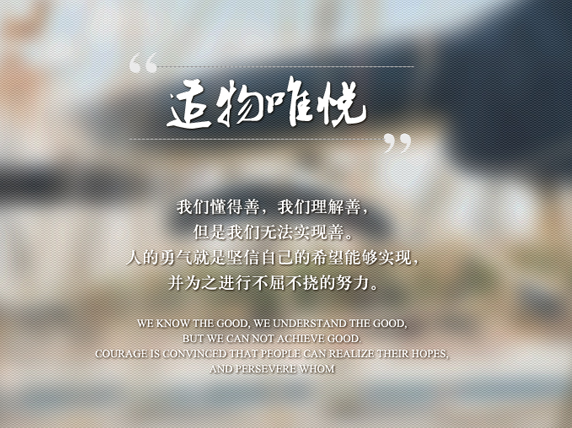 “造物唯悦”
我们懂得善，我们理解善，
但是我们无法实现善。
人的勇气就是坚信自己的希望能够实现，
并为之进行不屈不挠的努力。
WE KNOW THE GOOD, WE UNDERSTAND THE GOOD,
BUT WE CAN NOT ACHIEVE GOOD.
COURAGE IS CONVINCED THAT PEOPLE CAN REALIZE THEIR HOPES,
AND PERSEVERE WHOM